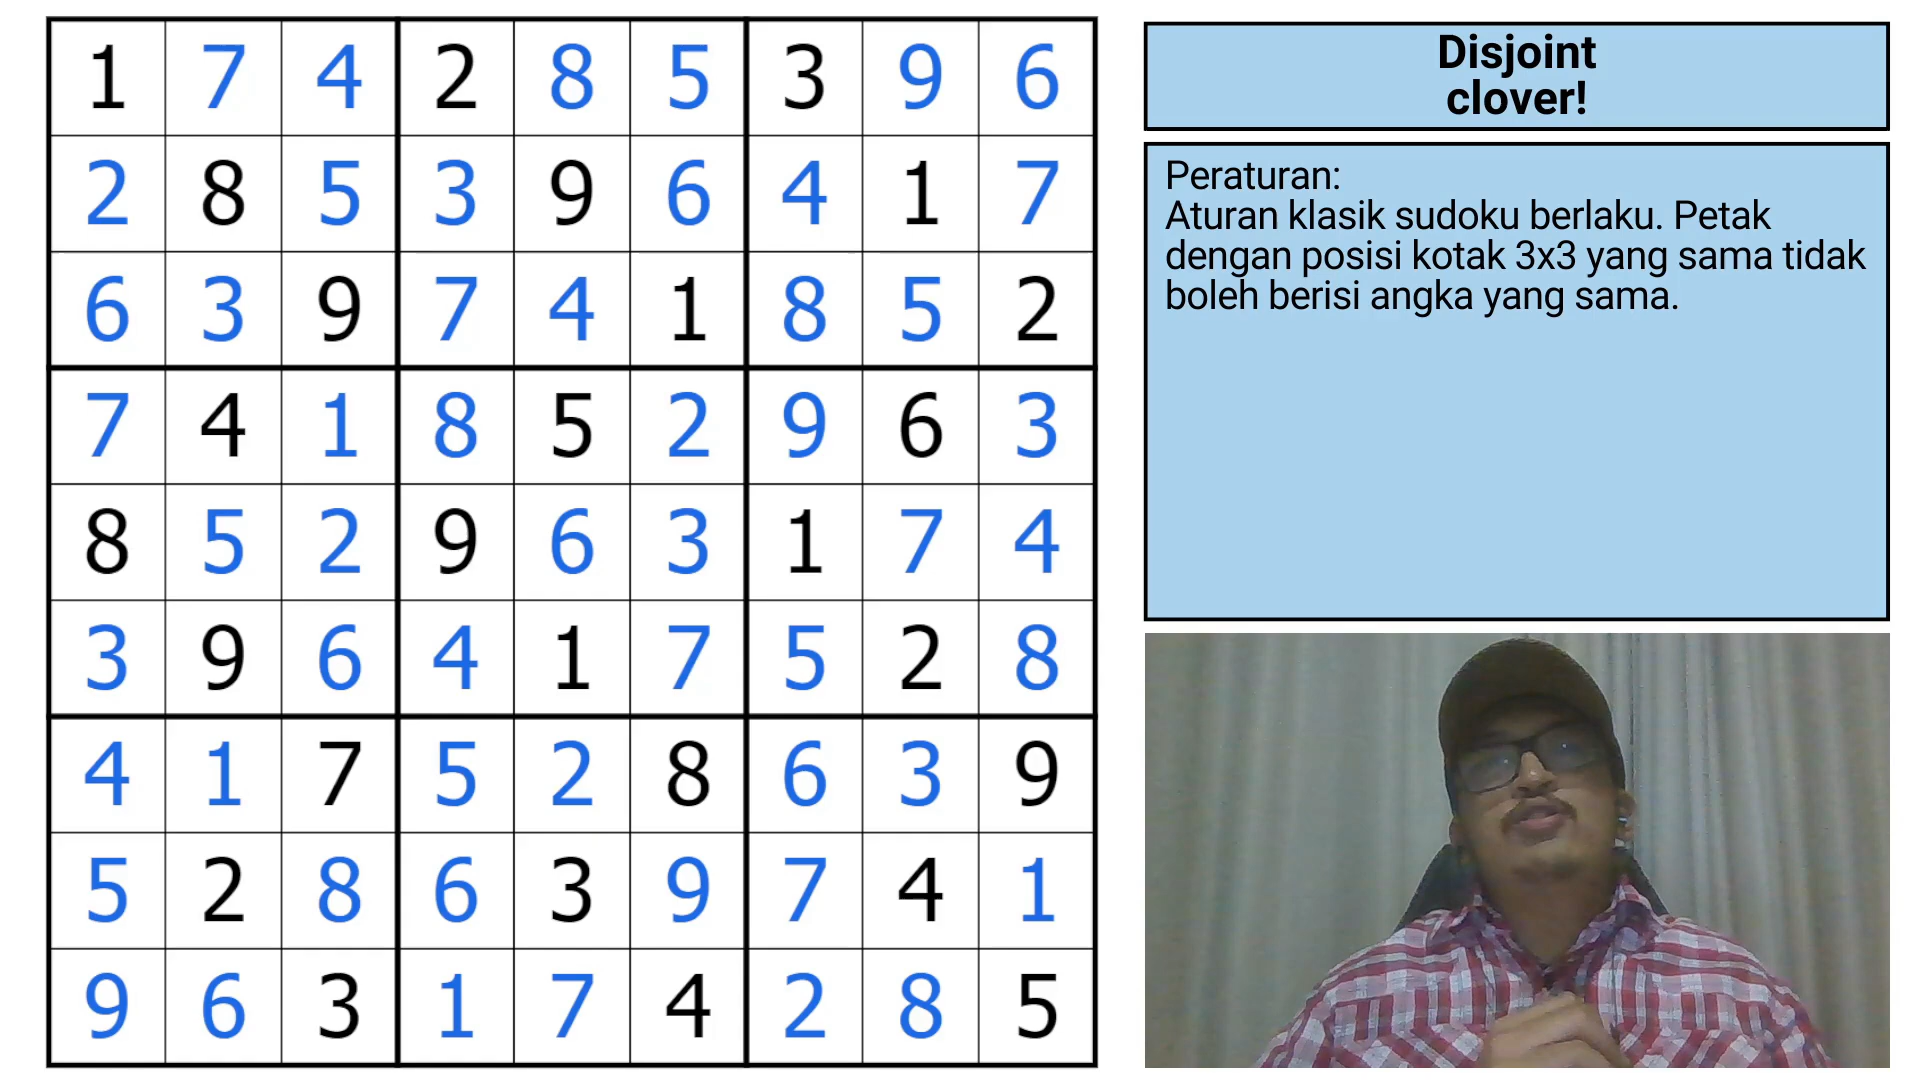 1 7 4 2 8 5 3 9 6
2 8 5 3 9 6 4 1 7
6 3 9 7 4 1 8 5 2
7 4 1 8 5 2 9 6 3
8 5 2 9 6 3 1 7 4
3 9 6 4 1 7 5 2 8
4 1 7 5 2 8 6 3 9
5 2 8 6 3 9 7 4 1
9 6 3 1 7 4 2 8 5
Disjoint
clover!
Peraturan:
Aturan klasik sudoku berlaku. Petak
dengan posisi kotak 3x3 yang sama tidak
boleh berisi angka yang sama.